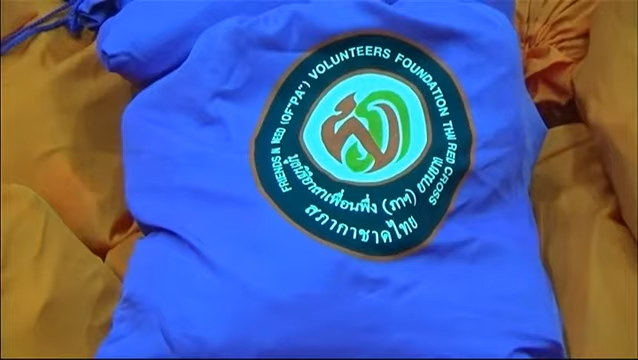 FRIENDS IN NEED (OF "PA") VOLUNTEERS FOUNDATION THAI RED CROSS
มูลนิธิอาสาเพื่อนพึ่ง (ภาฯ) ยามยาก
สภากาชาดไทย